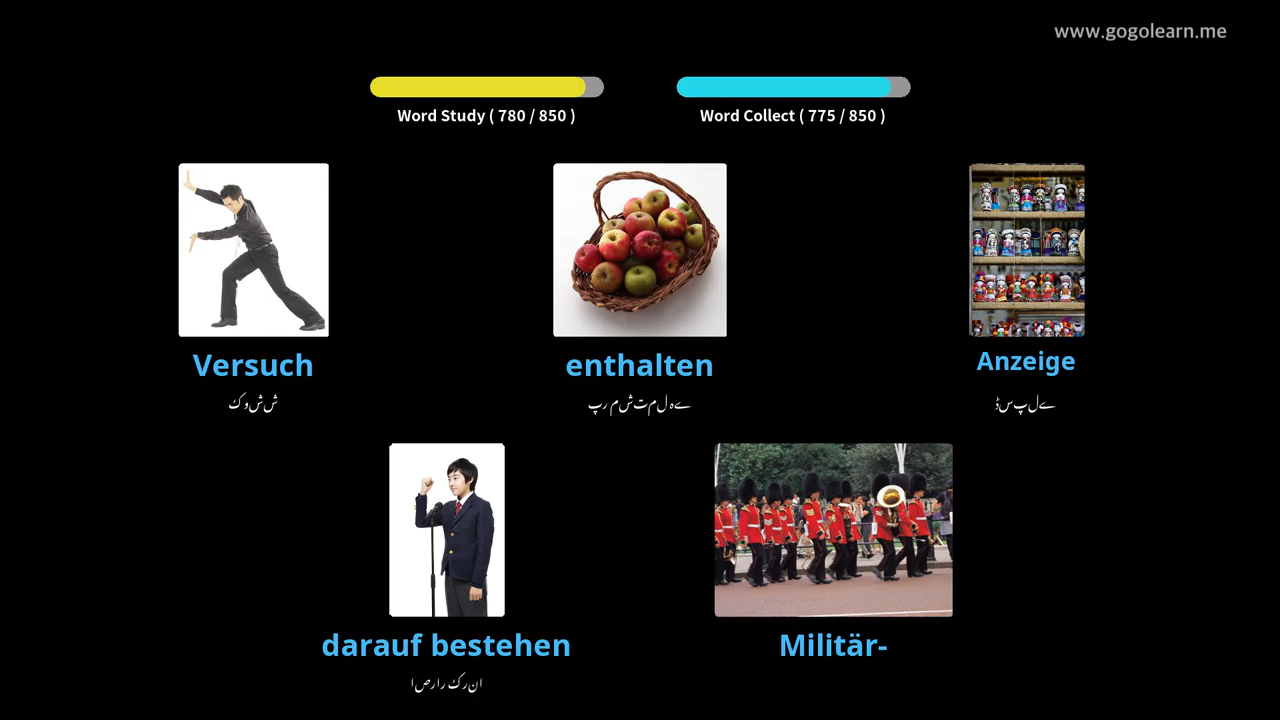 www.gogolearn.me
Word Study ( 780 / 850 )
Word Collect ( 775 / 850 )
Versuch
کوشش
enthalten
پر مشتمل ہے
Anzeige
ڈسپلے
darauf bestehen
اصرار کرنا
Militär-